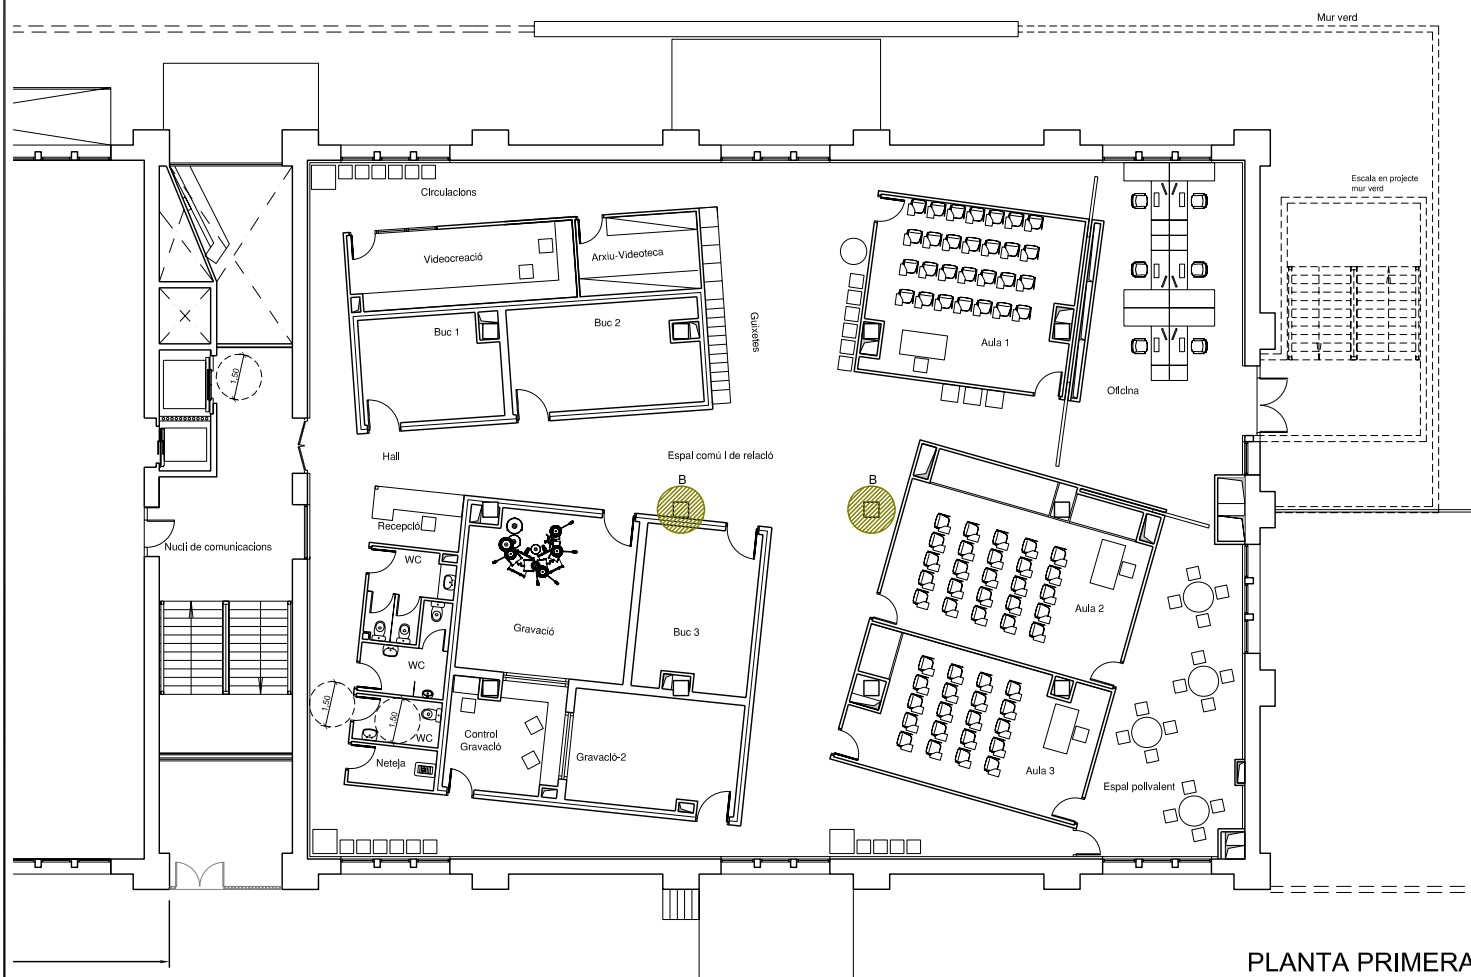 Mur verd
Escala en projecte
mur verd
Circulacions
Videocreació
Arxiu-Videoteca
Buc 1
Buc 2
Guixetes
Aula 1
Oficina
1,50
Hall
Espai comú i de relació
B
B
Recepció
Nucli de comunicacions
WC
Gravació
Buc 3
Aula 2
WC
1,50
1,50
WC
Control
Gravació
Gravació-2
Neteja
Aula 3
Espai polivalent
PLANTA PRIMERA